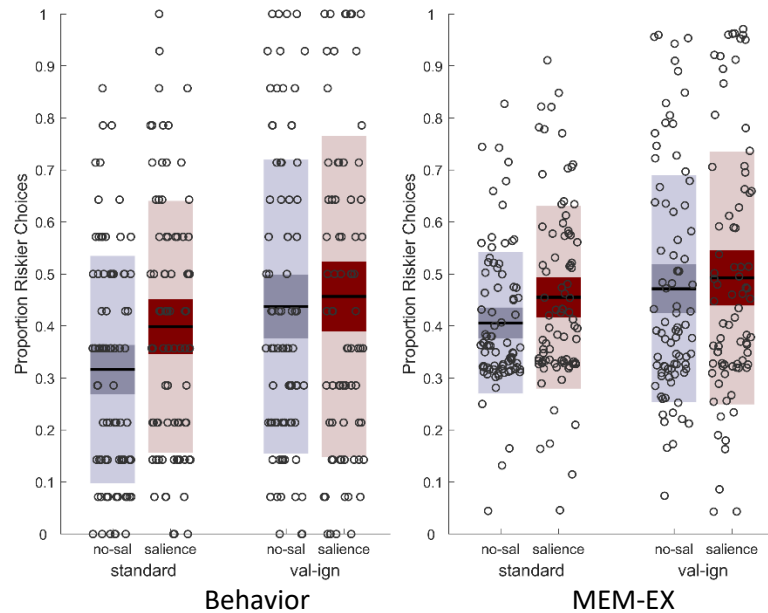 Proportion Riskier Choices
1
0.9
0.8
0.7
0.6
0.5
0.4
0.3
0.2
0.1
0
no-sal salience no-sal salience
standard val-ign
Behavior
Proportion Riskier Choices
1
0.9
0.8
0.7
0.6
0.5
0.4
0.3
0.2
0.1
0
no-sal salience no-sal salience
standard val-ign
MEM-EX